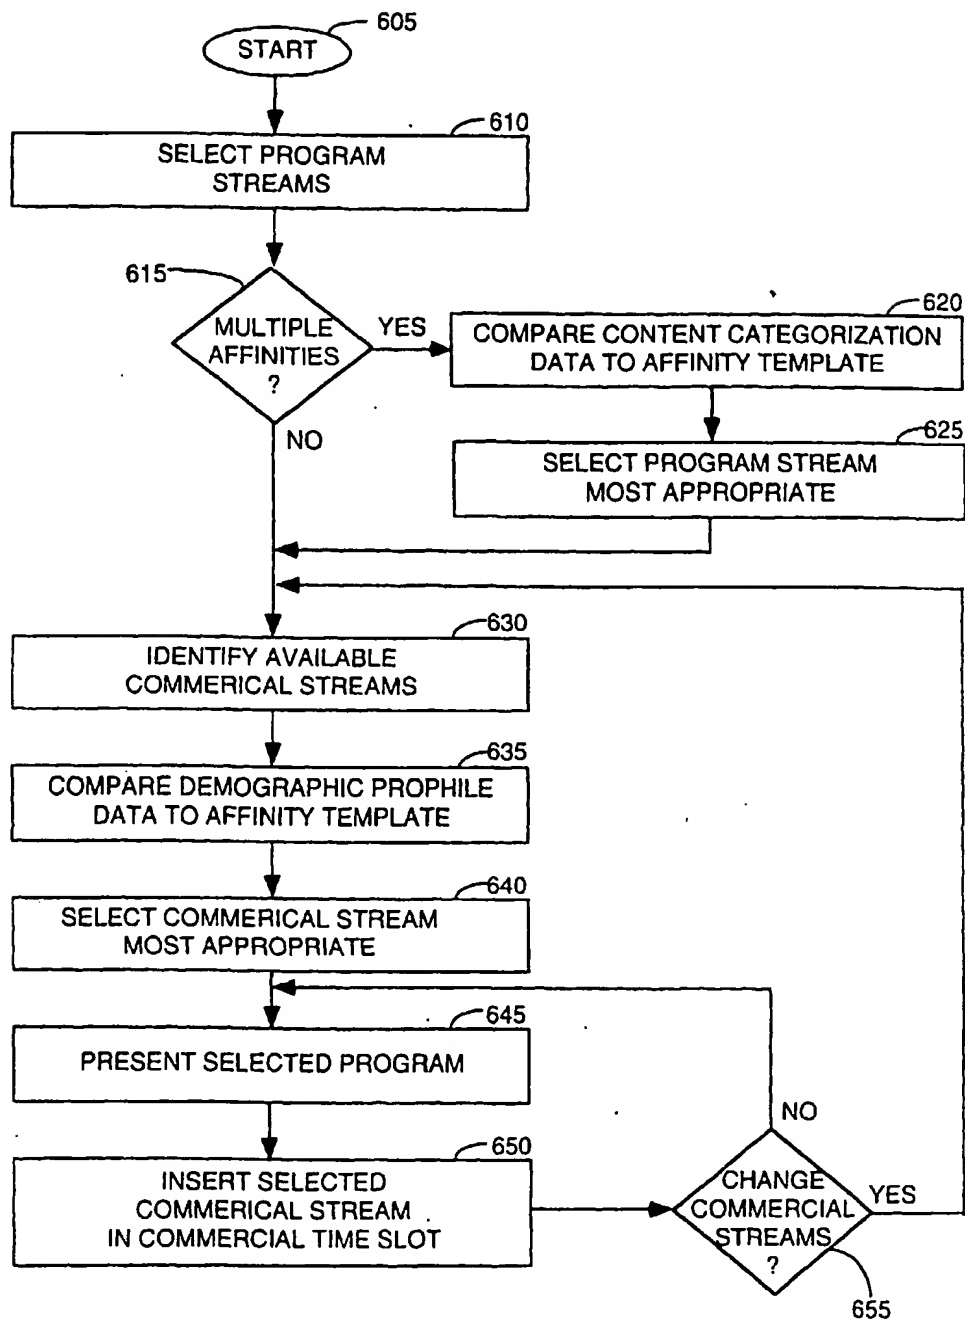 605
START
610
SELECT PROGRAM
STREAMS
615
MULTIPLE
AFFINITIES
?
YES
NO
620
COMPARE CONTENT CATEGORIZATION
DATA TO AFFINITY TEMPLATE
625
SELECT PROGRAM STREAM
MOST APPROPRIATE
630
IDENTIFY AVAILABLE
COMMERICAL STREAMS
635
COMPARE DEMOGRAPHIC PROPHILE
DATA TO AFFINITY TEMPLATE
640
SELECT COMMERICAL STREAM
MOST APPROPRIATE
645
PRESENT SELECTED PROGRAM
650
INSERT SELECTED
COMMERICAL STREAM
IN COMMERCIAL TIME SLOT
NO
CHANGE
COMMERCIAL
STREAMS
?
YES
655